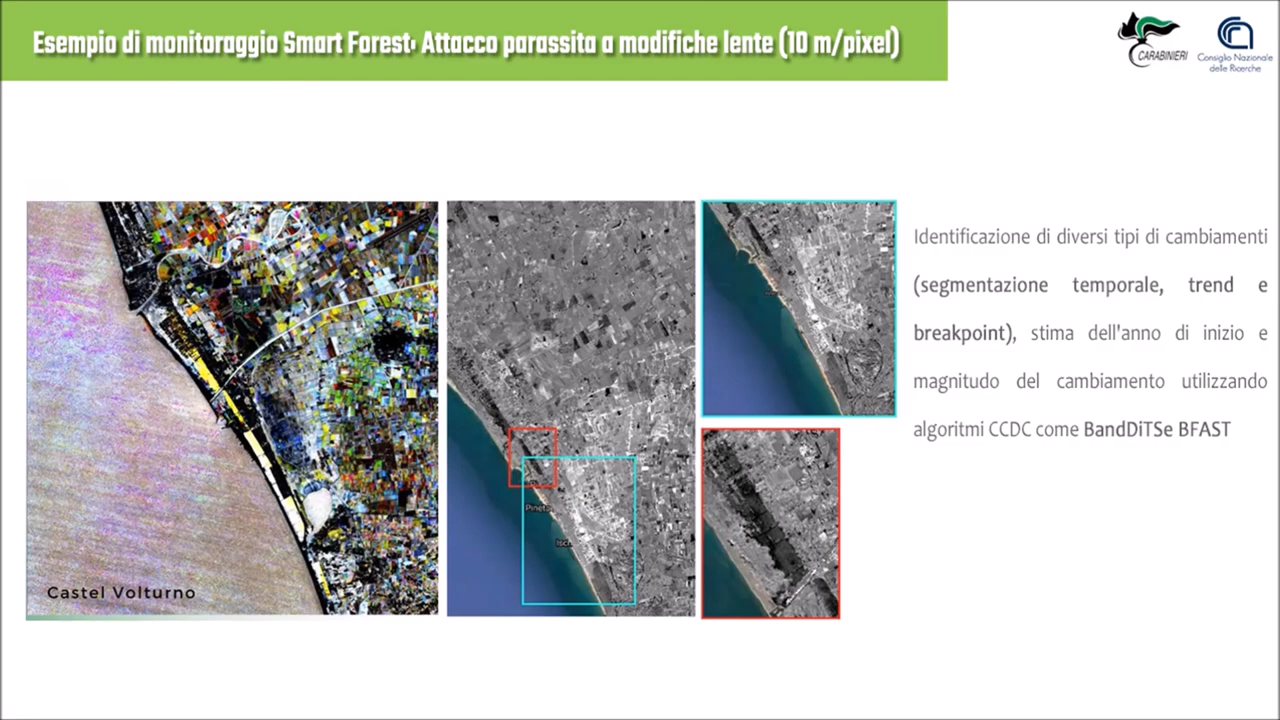 Esempio di monitoraggio Smart Forest: Attacco parassita a modifiche lente (10 m/pixel)
CARABINIERI
Consiglio Nazionale
delle Ricerche
Identificazione di diversi tipi di cambiamenti
(segmentazione temporale, trend e
breakpoint), stima dell'anno di inizio e
magnitudo del cambiamento utilizzando
algoritmi CCDC come BandDiTSe BFAST
Pineta
Castel Volturno